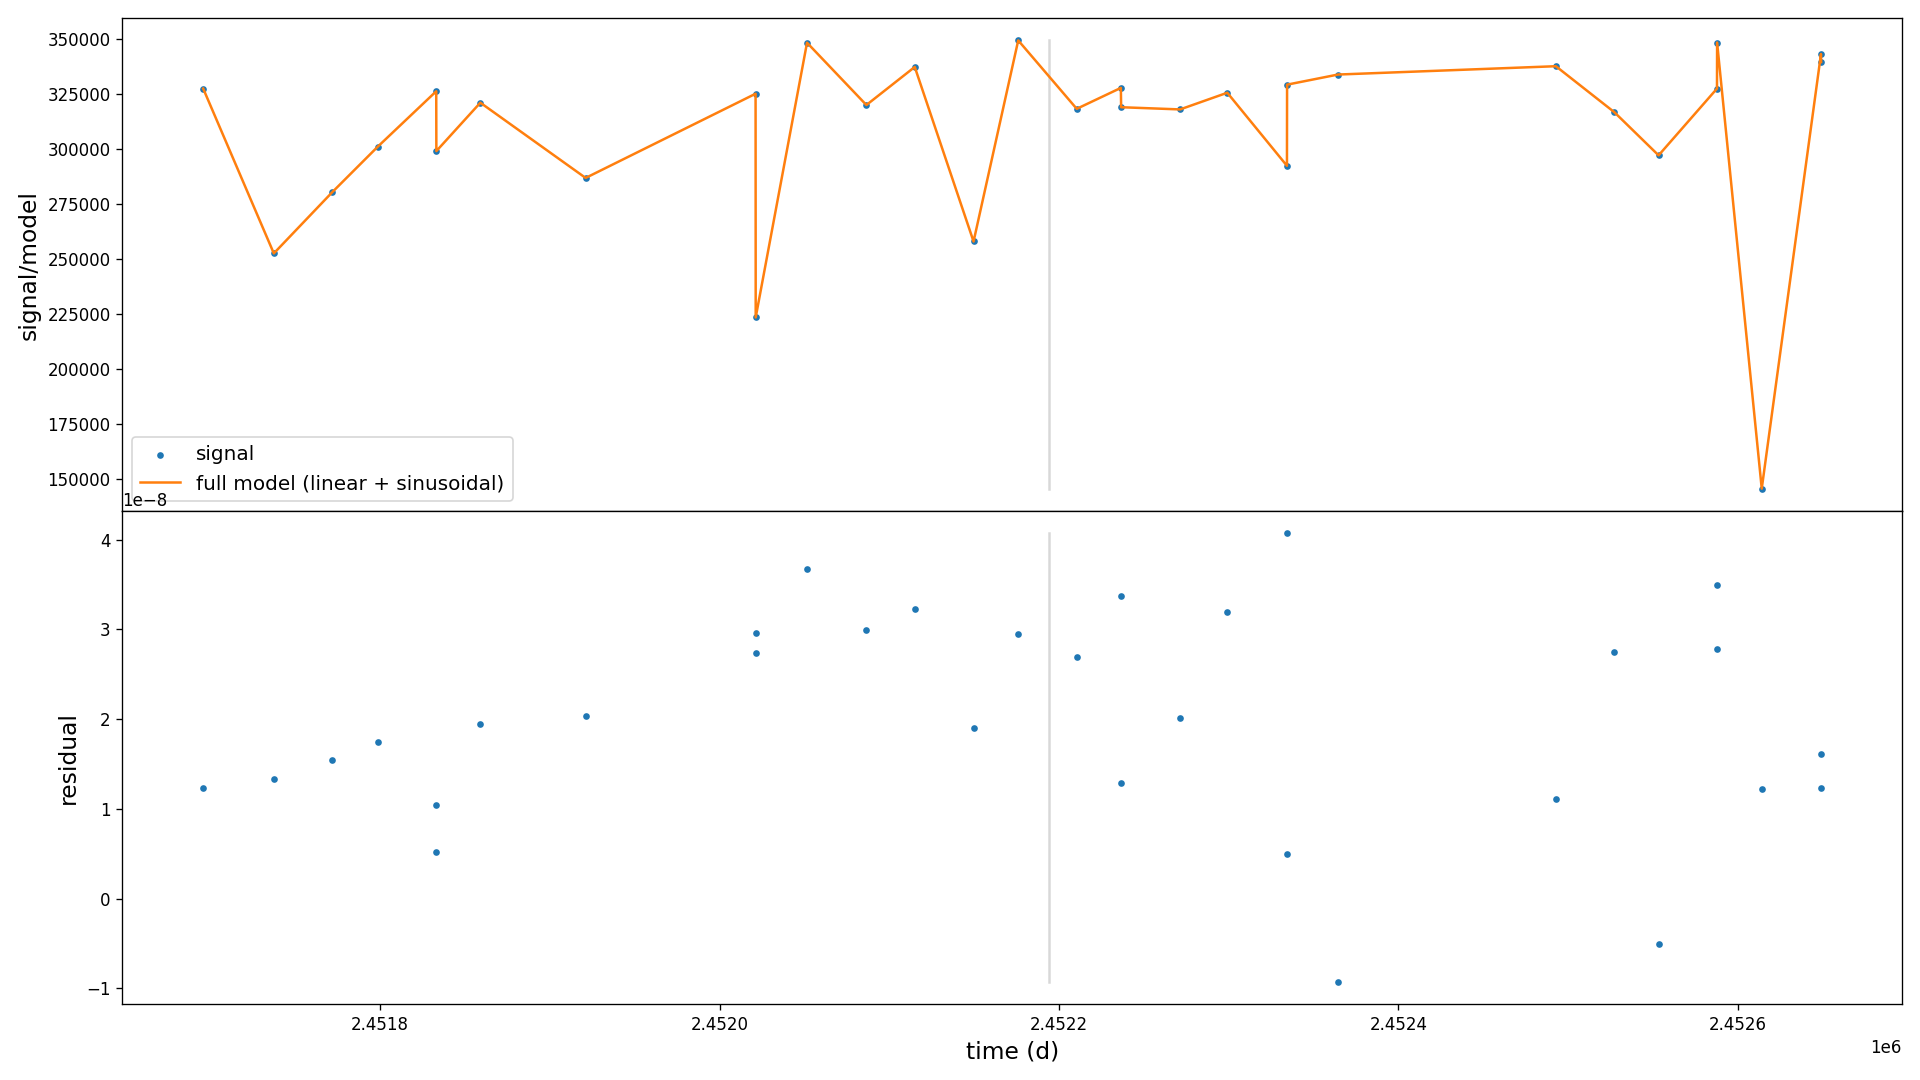 350000
325000
300000
275000
250000
225000
200000
175000
150000
signal/model
signal
full model (linear + sinusoidal)
1e−8
4
3
2
1
0
−1
residual
2.4518
2.4520
2.4522
2.4524
2.4526
time (d)
1e6